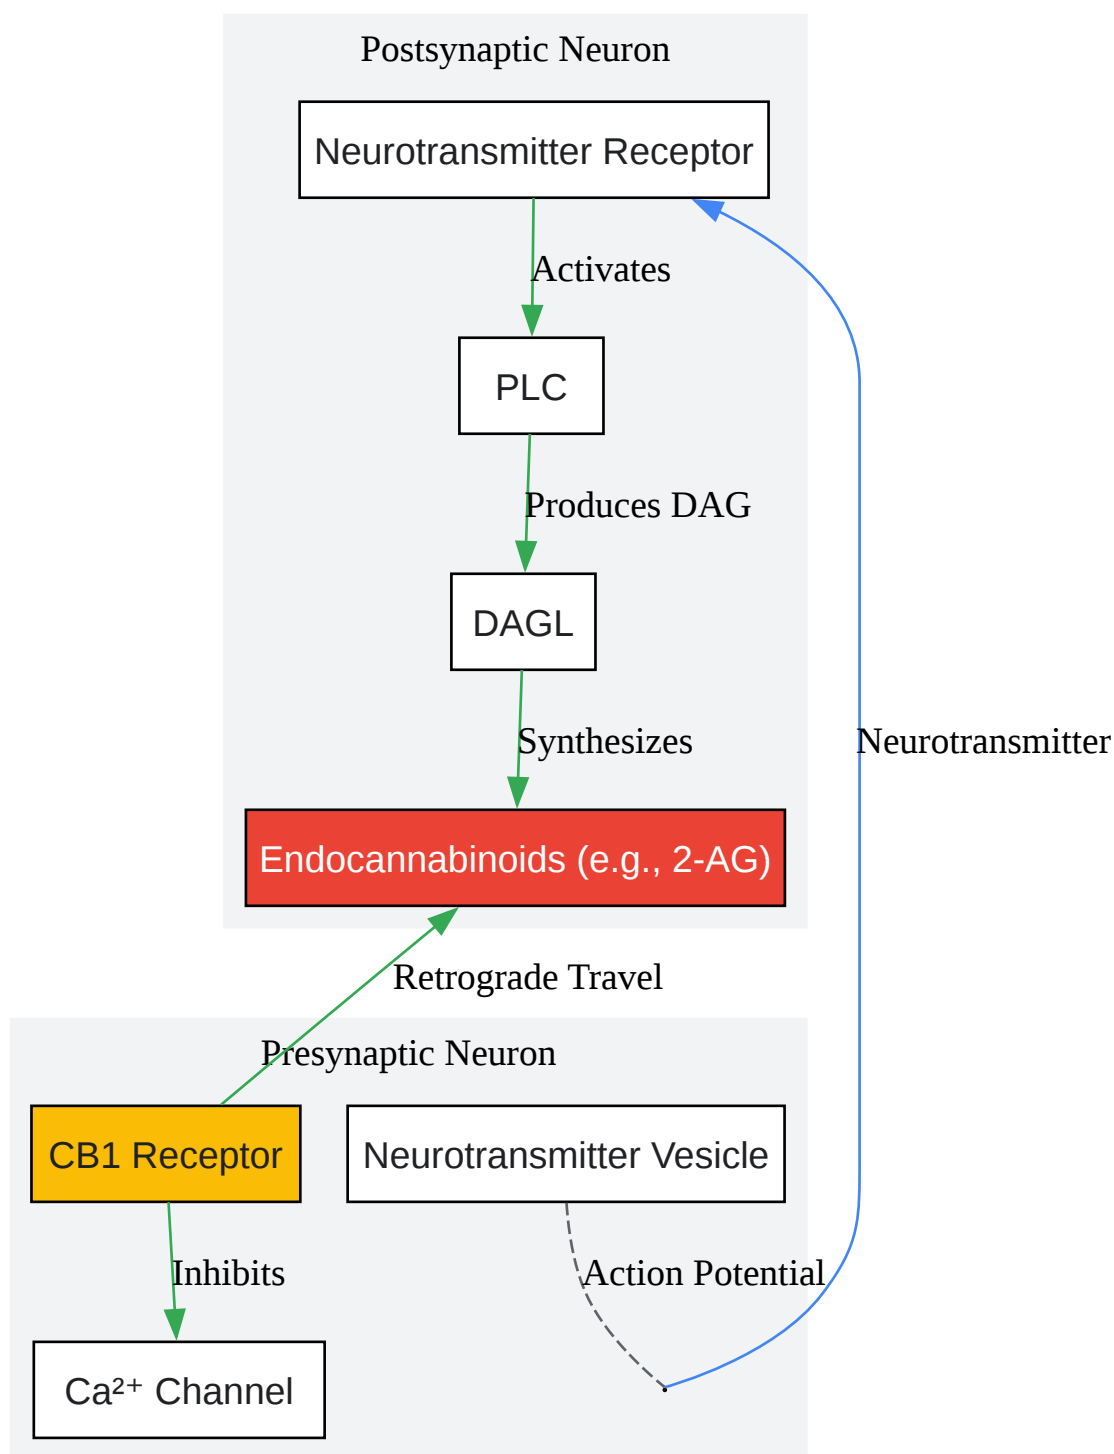 Postsynaptic Neuron
Neurotransmitter Receptor
Activates
PLC
Produces DAG
DAGL
Synthesizes
Neurotransmitter
Endocannabinoids (e.g., 2-AG)
Retrograde Travel
Presynaptic Neuron
CB1 Receptor
Neurotransmitter Vesicle
Inhibits
Action Potential
Ca²⁺ Channel